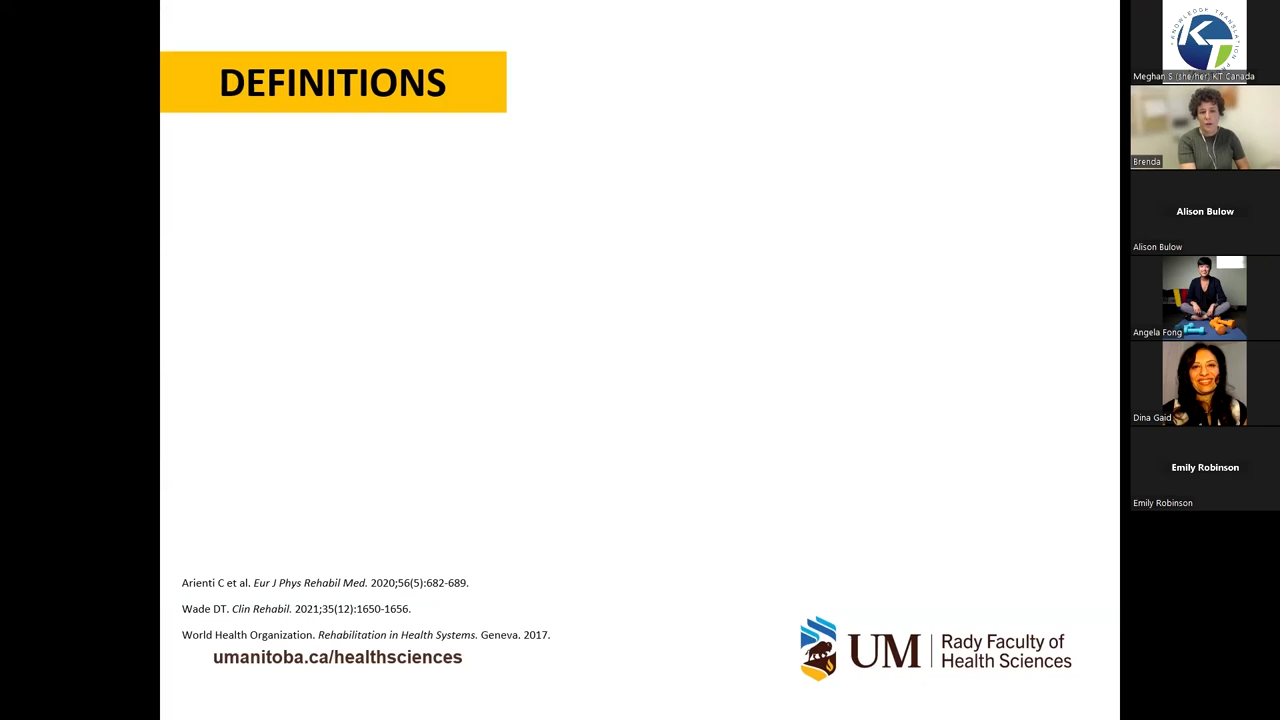 DEFINITIONS
Arienti C et al. Eur J Phys Rehabil Med. 2020;56(5):682-689.
Wade DT. Clin Rehabil. 2021;35(12):1650-1656.
World Health Organization. Rehabilitation in Health Systems. Geneva. 2017.
umanitoba.ca/healthsciences
UM
Rady Faculty of
Health Sciences
KNOWLEDGE TRANSLATION
KT
Meghan S (she/her) KT Canada
Brenda
Alison Bulow
Alison Bulow
Angela Fong
Dina Gaid
Emily Robinson
Emily Robinson